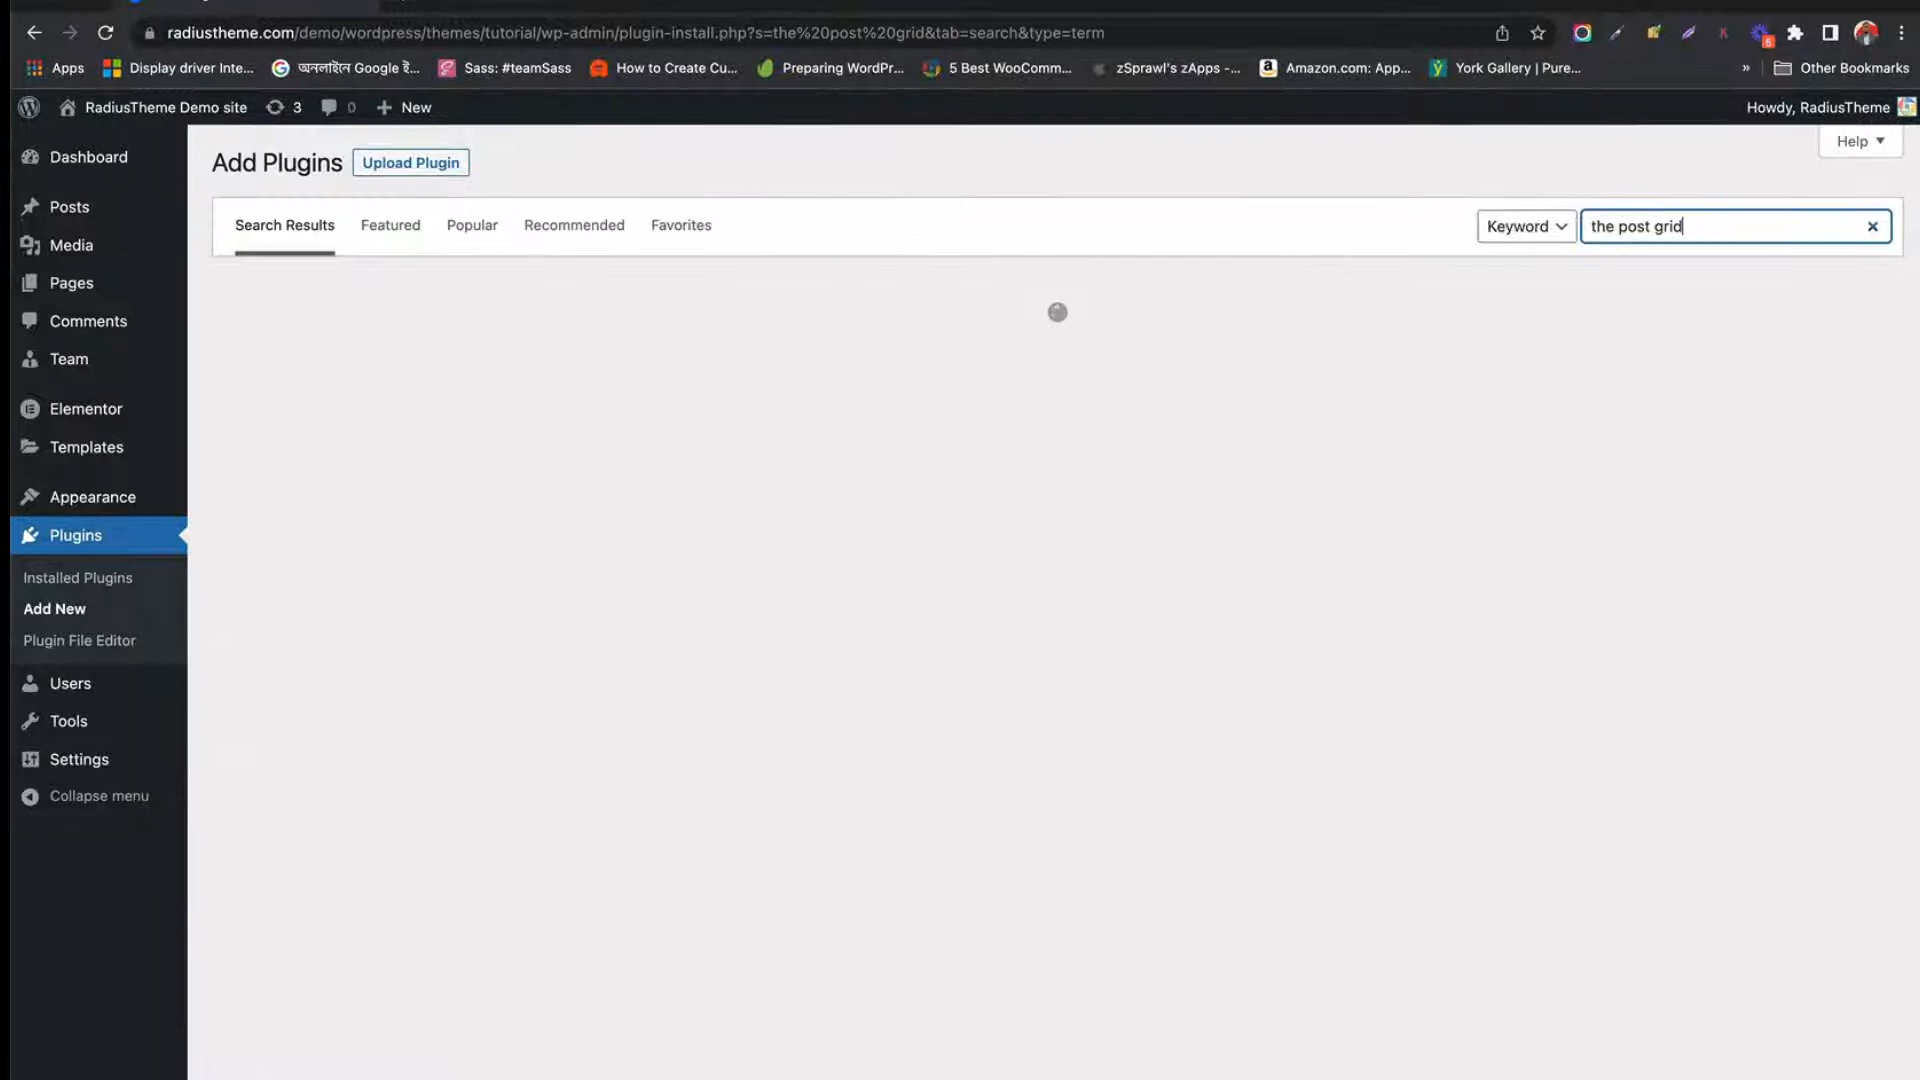 radiustheme.com/demo/wordpress/themes/tutorial/wp-admin/plugin-install.php?s=the%20post%20grid&tab=search&type=term
Apps Display driver Inte... অনলাইনে Google ই... Sass: #teamSass How to Create Cu... Preparing WordPr... 5 Best WooComm... zSprawl's zApps -... Amazon.com: App... York Gallery | Pure... » Other Bookmarks
RadiusTheme Demo site 3 0 + New Howdy, RadiusTheme
Help
Dashboard
Posts
Media
Pages
Comments
Team
Elementor
Templates
Appearance
Plugins
Installed Plugins
Add New
Plugin File Editor
Users
Tools
Settings
Collapse menu
Add Plugins Upload Plugin
Search Results Featured Popular Recommended Favorites Keyword the post grid